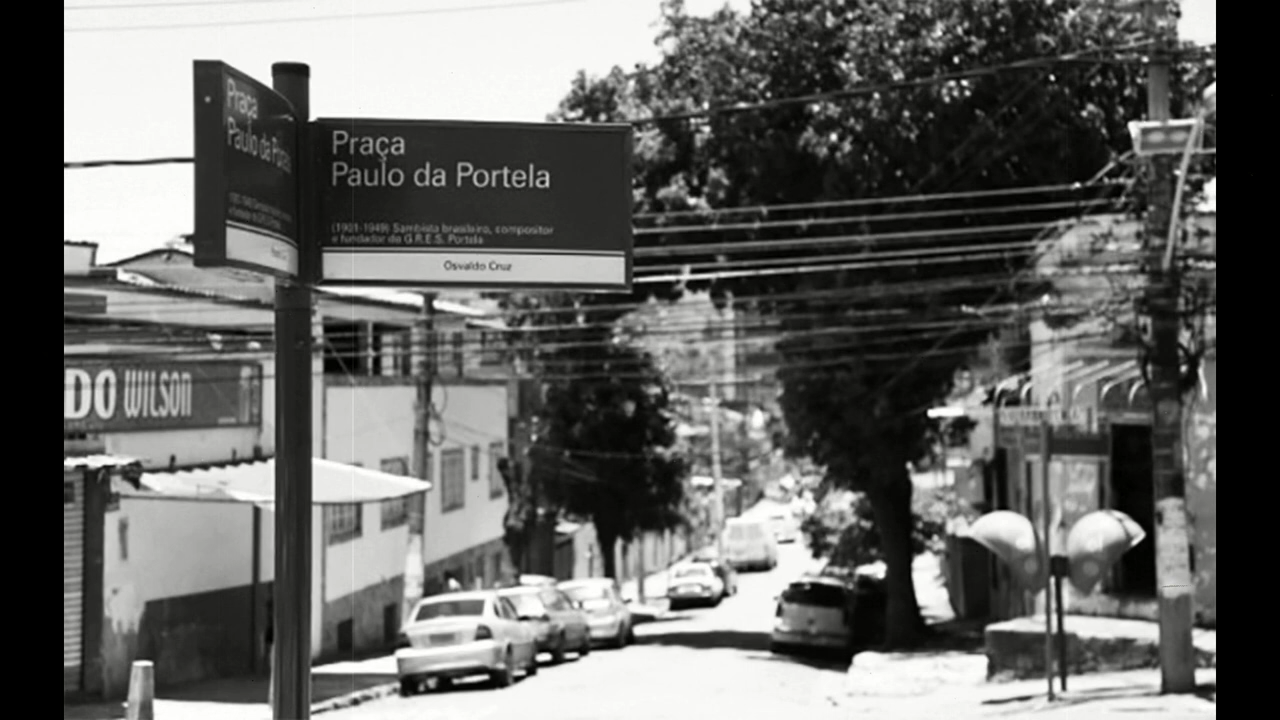 Praça
Paulo da Portela
(1901-1949) Sambista brasileiro, compositor
e fundador do G.R.E.S. Portela
Osvaldo Cruz
Praça
Paulo da Portela
DO WILSON